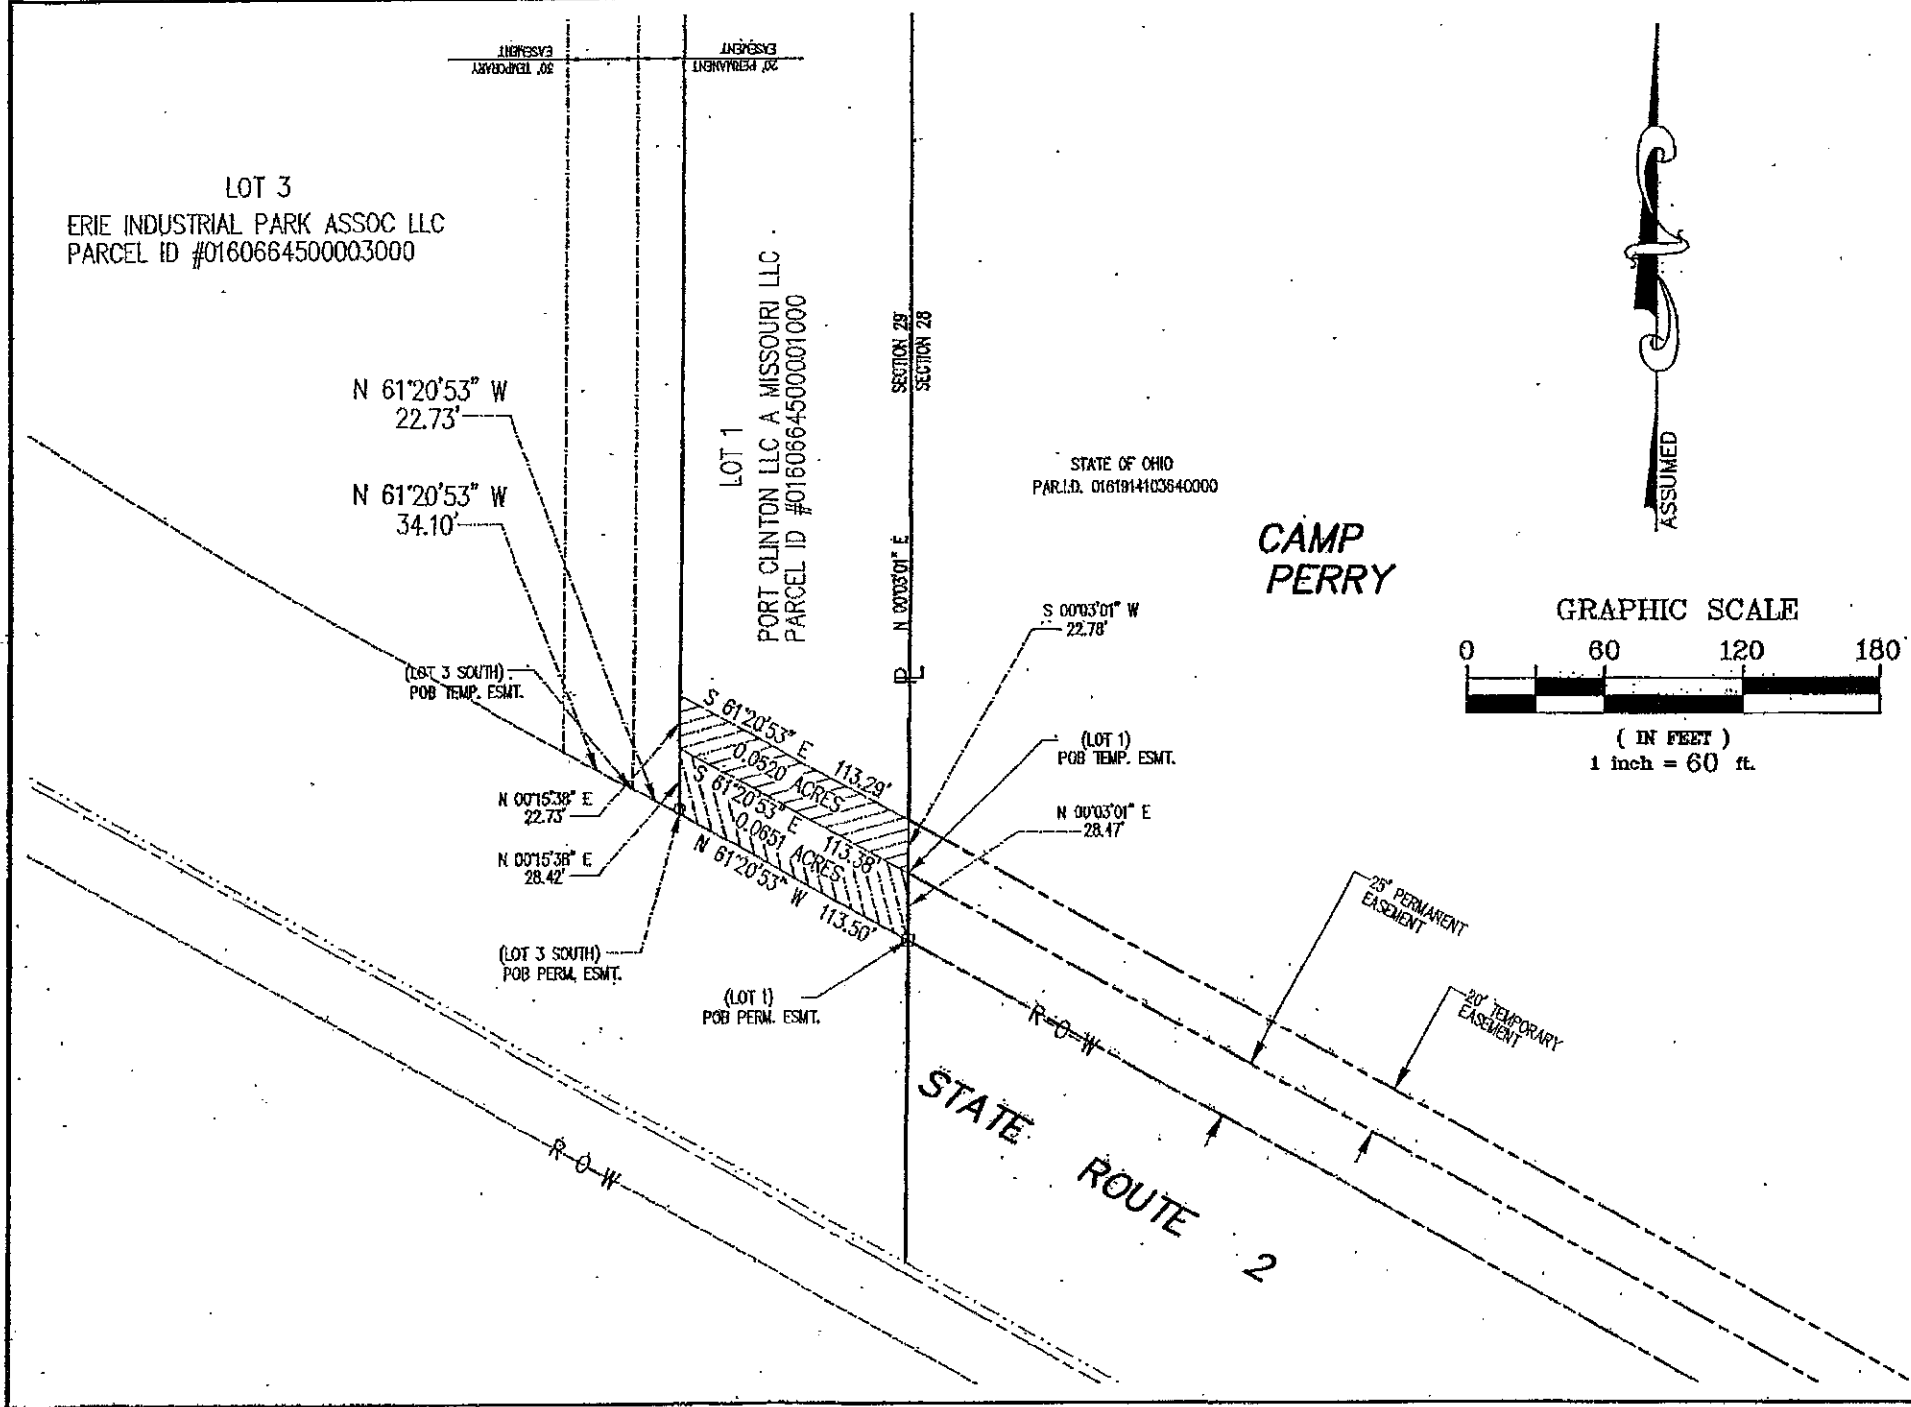 30' TEMPORARY
EASEMENT
20' PERMANENT
EASEMENT
LOT 3
ERIE INDUSTRIAL PARK ASSOC LLC
PARCEL ID #0160664500003000
LOT 1
PORT CLINTON LLC A MISSOURI LLC
PARCEL ID #0160664500001000
SECTION 29
SECTION 28
N 00°03'01" E
PL
STATE OF OHIO
PAR.I.D. 0161914103640000
CAMP
PERRY
ASSUMED
GRAPHIC SCALE
0 60 120 180
( IN FEET )
1 inch = 60 ft.
N 61°20'53" W
22.73'
N 61°20'53" W
34.10'
(LOT 3 SOUTH)
POB TEMP. ESMT.
S 00°03'01" W
22.78'
(LOT 1)
POB TEMP. ESMT.
N 00°03'01" E
28.47'
S 61°20'53" E 113.29'
0.0520 ACRES
S 61°20'53" E 113.38'
0.0651 ACRES
N 61°20'53" W 113.50'
N 00°15'38" E
22.73'
N 00°15'38" E
28.42'
(LOT 3 SOUTH)
POB PERM. ESMT.
(LOT 1)
POB PERM. ESMT.
25' PERMANENT
EASEMENT
20' TEMPORARY
EASEMENT
R-O-W
STATE ROUTE 2
R-O-W